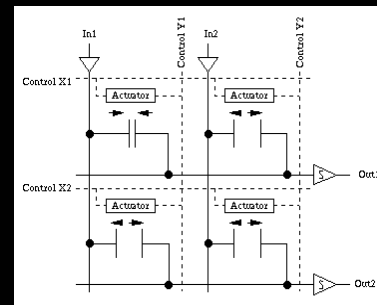 In1
Control Y1
In2
Control Y2
Control X1
Actuator
Actuator
S
Out1
Control X2
Actuator
Actuator
S
Out2